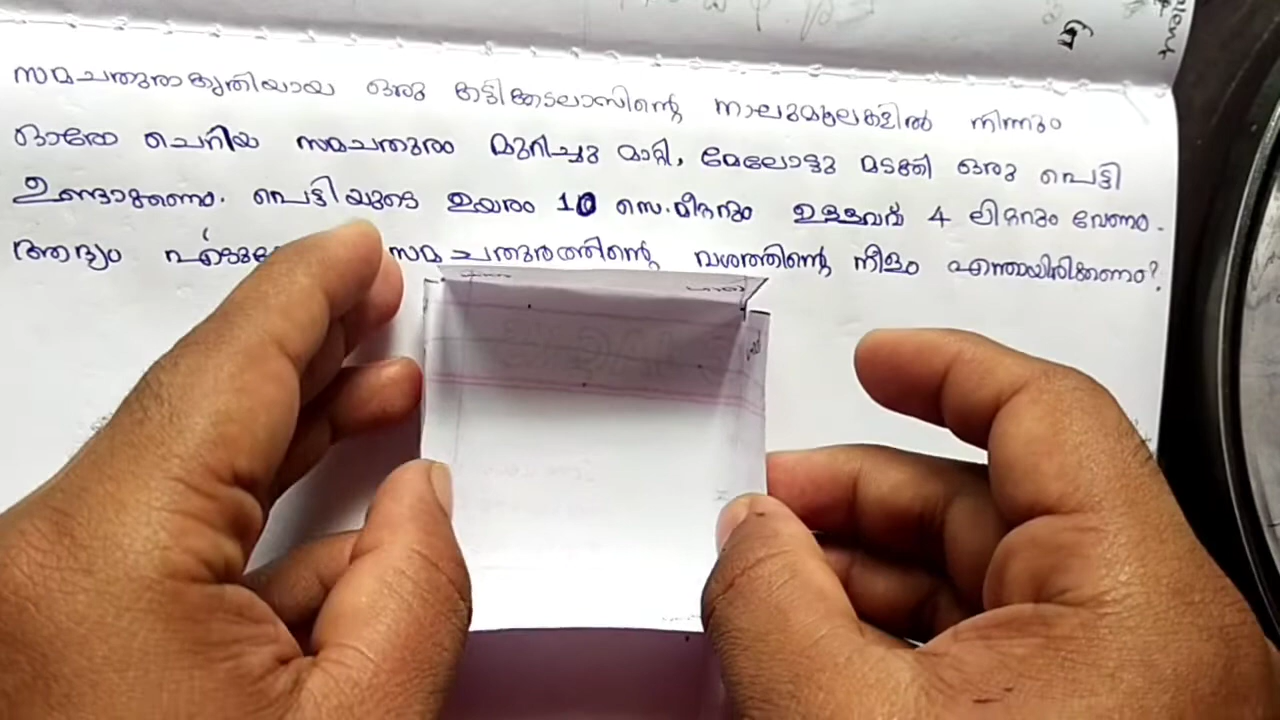 സമചതുരാകൃതിയായ ഒരു കട്ടിക്കടലാസിന്റെ നാലുമൂലകളിൽ നിന്നും
ഓരോ ചെറിയ സമചതുരം മുറിച്ചു മാറ്റി, മേലോട്ടു മടക്കി ഒരു പെട്ടി
ഉണ്ടാക്കണം. പെട്ടിയുടെ ഉയരം 10 സെ.മീറ്ററും ഉള്ളളവ് 4 ലിറ്ററും വേണം.
ആദ്യം സമചതുരത്തിന്റെ വശത്തിന്റെ നീളം എന്തായിരിക്കണം?